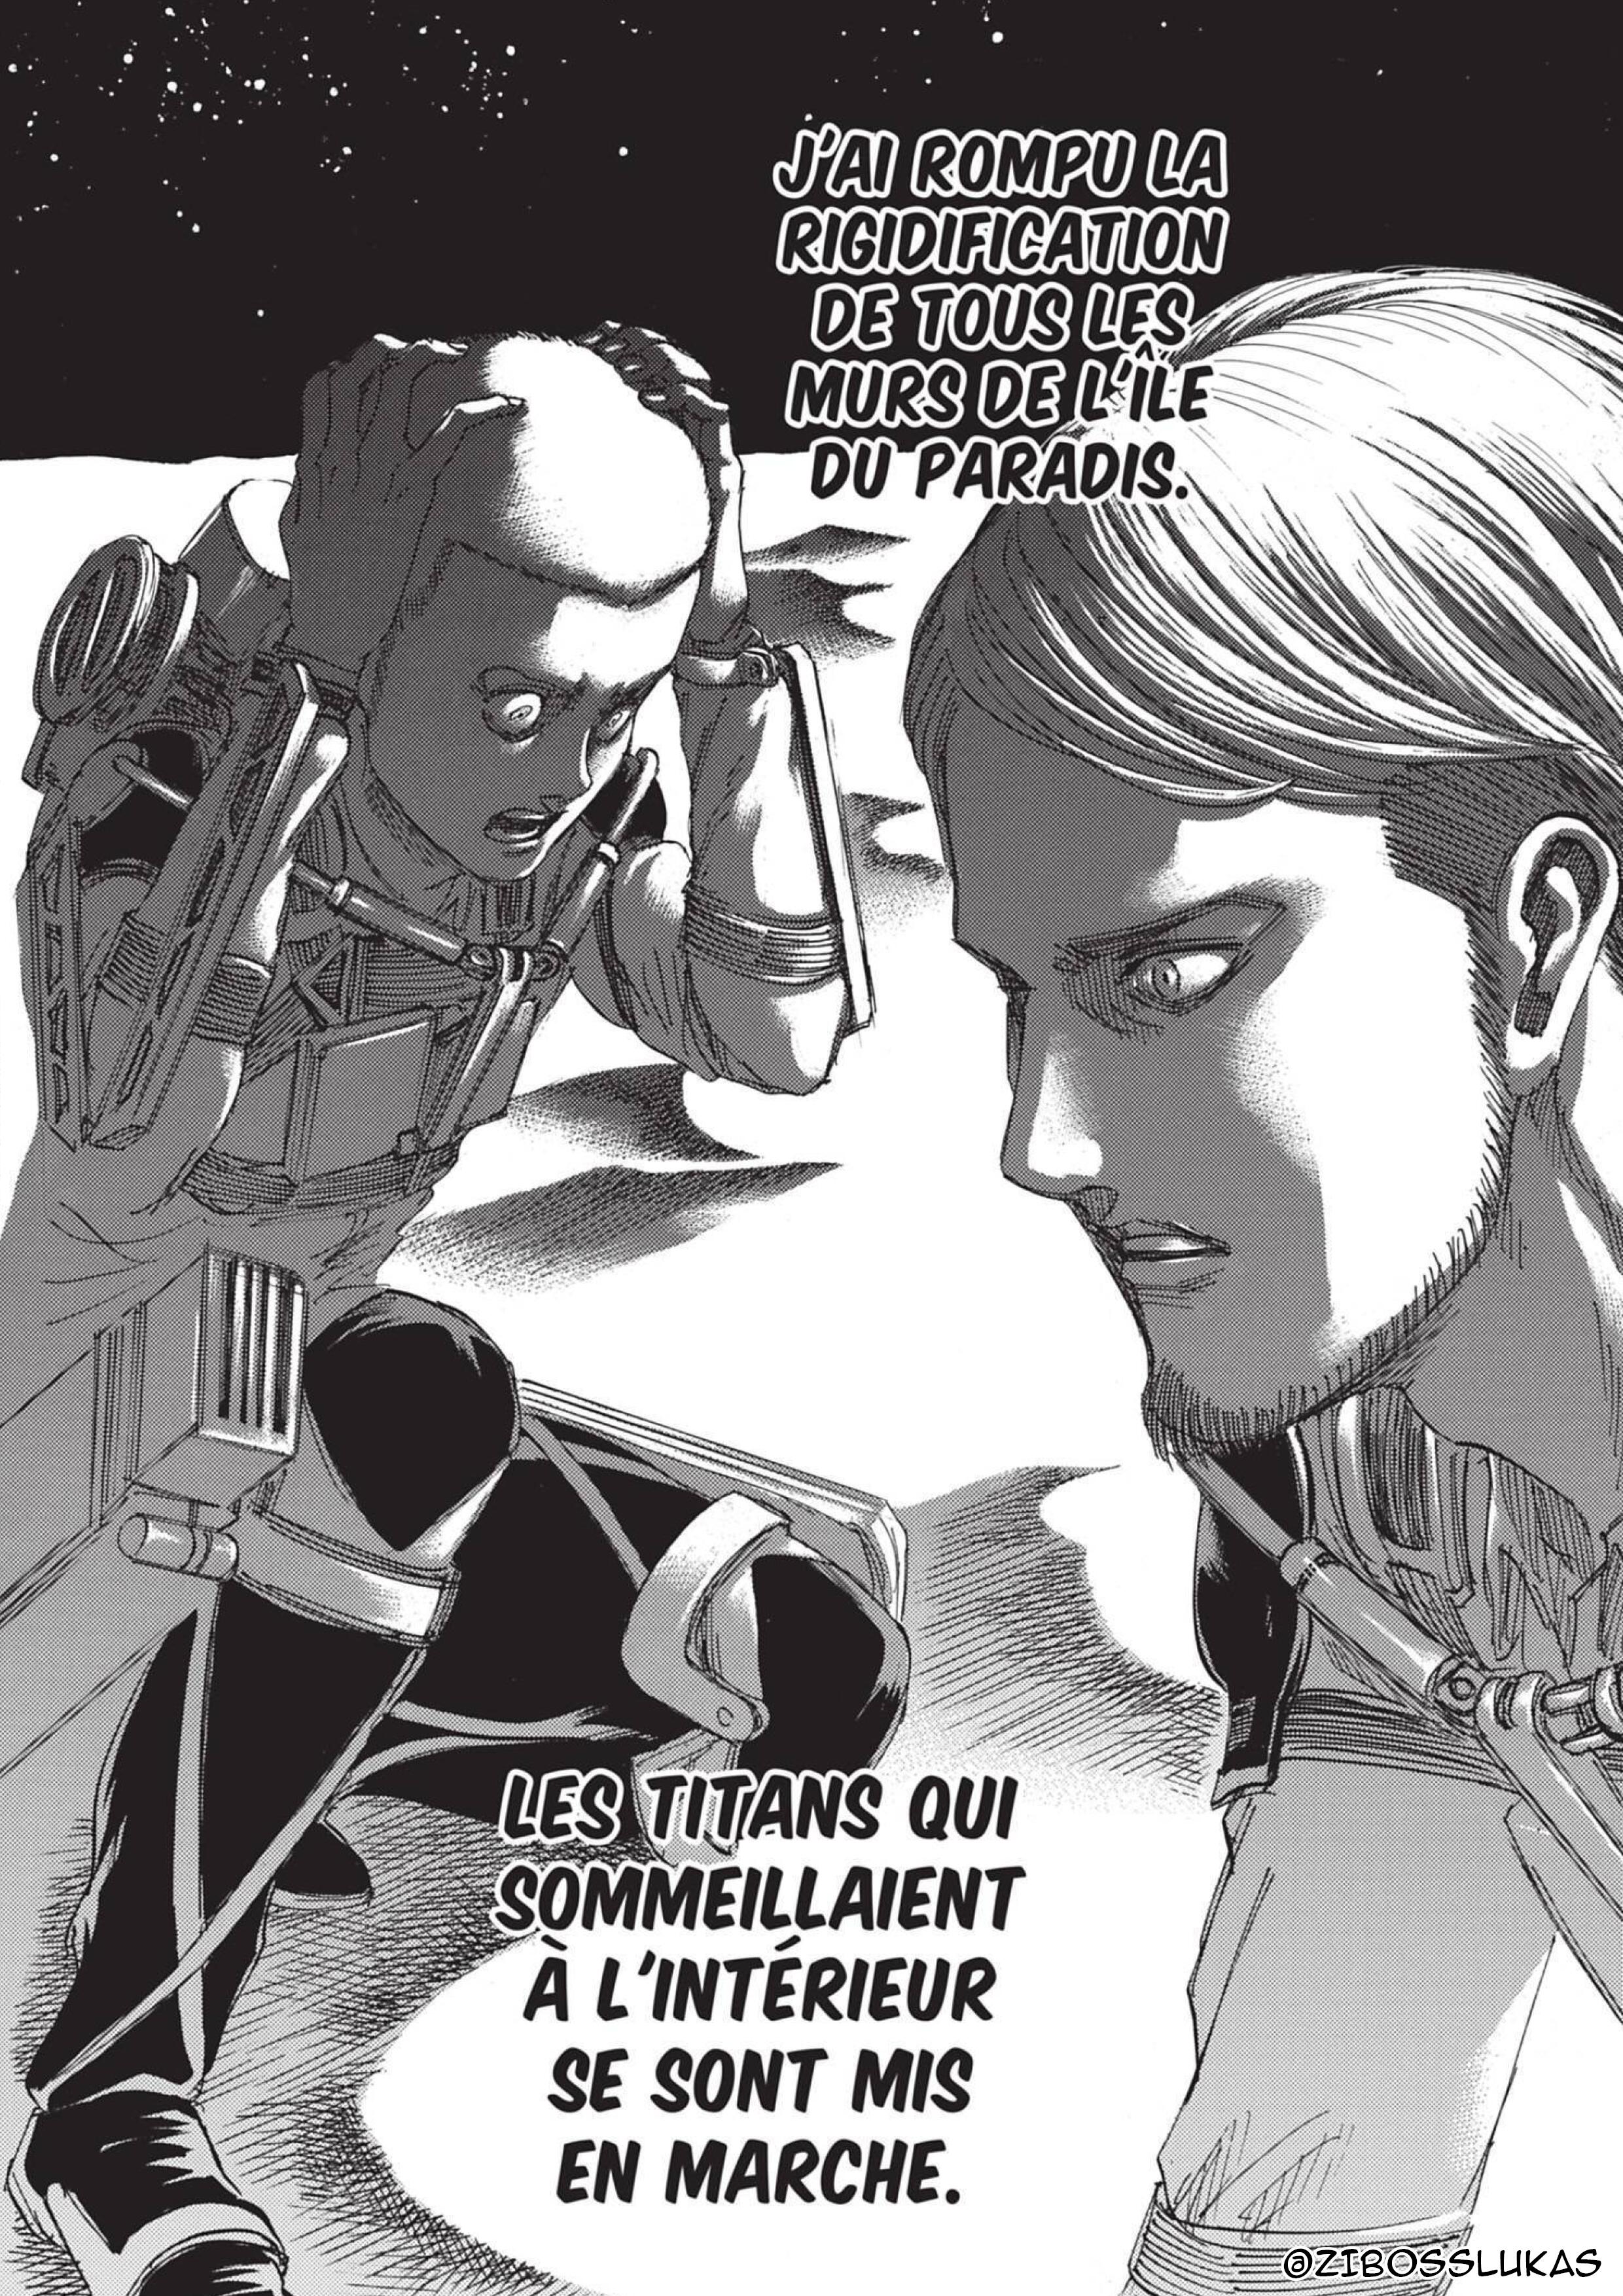 J'AI ROMPU LA
RIGIDIFICATION
DE TOUS LES
MURS DE L'ÎLE
DU PARADIS.
LES TITANS QUI
SOMMEILLAIENT
À L'INTÉRIEUR
SE SONT MIS
EN MARCHE.
@ZIBOSSLUKAS